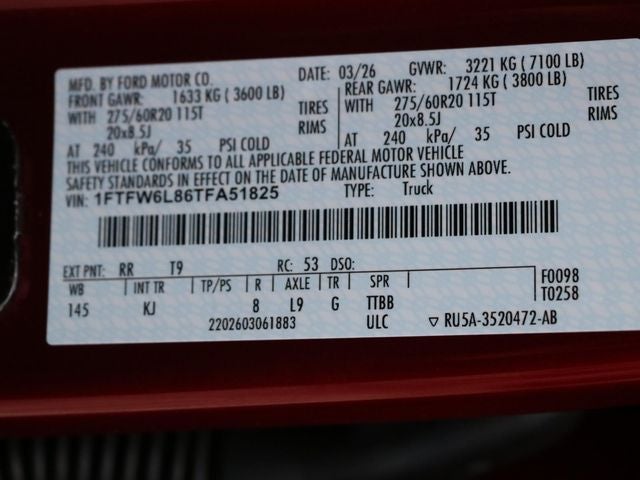 MFD. BY FORD MOTOR CO.
DATE: 03/26 GVWR: 3221 KG ( 7100 LB)
FRONT GAWR: 1633 KG ( 3600 LB) REAR GAWR: 1724 KG ( 3800 LB)
WITH 275/60R20 115T TIRES WITH 275/60R20 115T TIRES
20x8.5J RIMS 20x8.5J RIMS
AT 240 kPa/ 35 PSI COLD AT 240 kPa/ 35 PSI COLD
THIS VEHICLE CONFORMS TO ALL APPLICABLE FEDERAL MOTOR VEHICLE
SAFETY STANDARDS IN EFFECT ON THE DATE OF MANUFACTURE SHOWN ABOVE.
VIN: 1FTFW6L86TFA51825 TYPE: Truck
EXT PNT: RR T9 RC: 53 DSO:
WB INT TR TP/PS R AXLE TR SPR F0098
145 KJ 8 L9 G TTBB T0258
2202603061883 ULC ▽ RU5A-3520472-AB